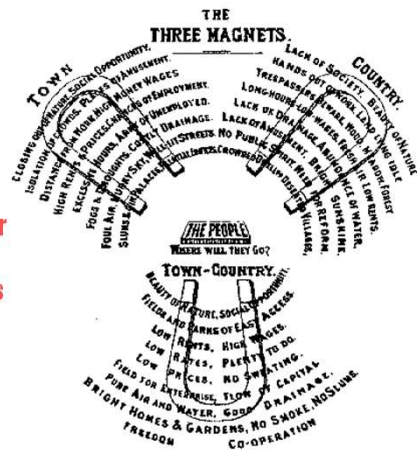 THE
THREE MAGNETS.
TOWN
CLOSING OUT OF NATURE. SOCIAL OPPORTUNITY.
ISOLATION OF CROWDS. PLACES OF AMUSEMENT.
DISTANCE FROM WORK. HIGH MONEY WAGES
HIGH RENTS & PRICES. CHANCES OF EMPLOYMENT.
EXCESSIVE HOURS. ARMY OF UNEMPLOYED.
FOGS & DROUGHTS. COSTLY DRAINAGE.
FOUL AIR. MURKY SKY. STREETS.
SLUMS & GIN PALACES.
COUNTRY.
LACK OF SOCIETY. BEAUTY OF NATURE
HANDS OUT OF WORK. LAND LYING IDLE
TRESPASSERS BEWARE. WOOD, MEADOW, FOREST
LONG HOURS. LOW WAGES. FRESH AIR. LOW RENTS.
LACK OF DRAINAGE. ABUNDANCE OF WATER.
LACK OF AMUSEMENT. BRIGHT SUNSHINE.
NO PUBLIC SPIRIT. NEED FOR REFORM.
CROWDED DWELLINGS. DESERTED VILLAGES.
r
s
THE PEOPLE
WHERE WILL THEY GO?
TOWN-COUNTRY.
BEAUTY OF NATURE. SOCIAL OPPORTUNITY.
FIELDS AND PARKS OF EASY ACCESS.
LOW RENTS, HIGH WAGES.
LOW RATES, PLENTY TO DO.
LOW PRICES, NO SWEATING.
FIELD FOR ENTERPRISE, FLOW OF CAPITAL
PURE AIR AND WATER, GOOD DRAINAGE.
BRIGHT HOMES & GARDENS, NO SMOKE, NO SLUMS.
FREEDOM CO-OPERATION